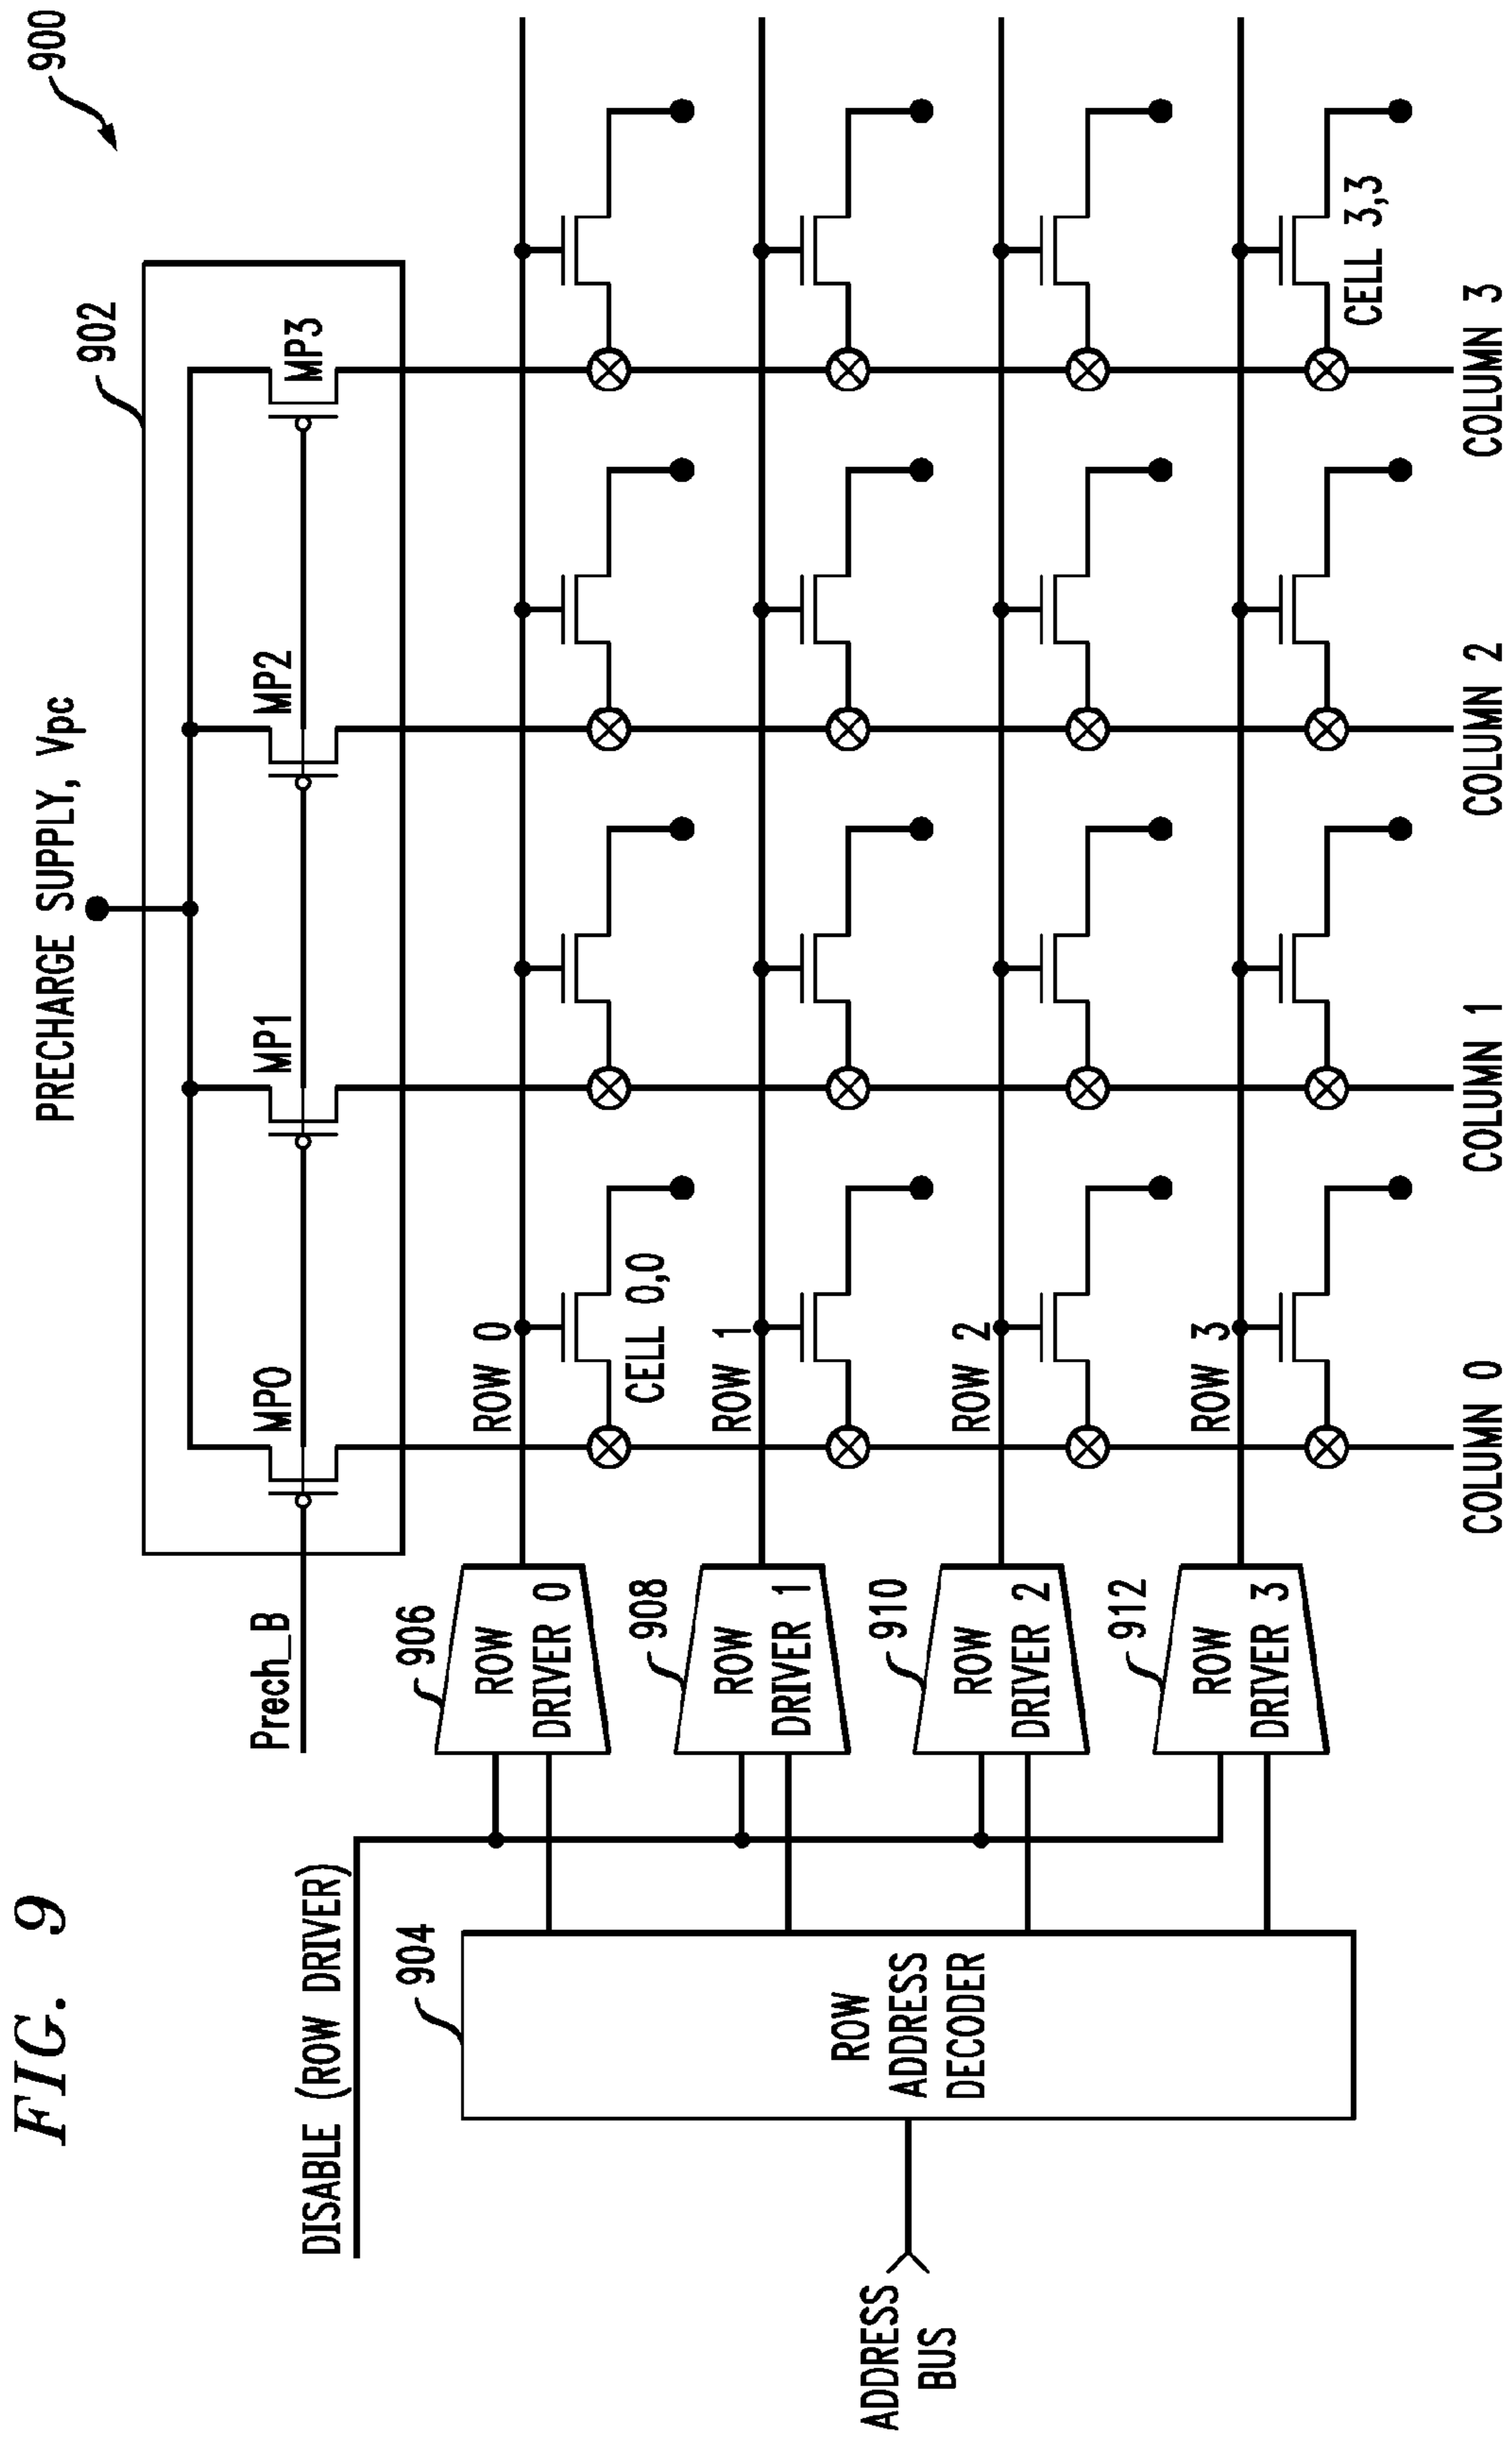 FIG. 9
900
PRECHARGE SUPPLY, Vpc
902
MP0
MP1
MP2
MP3
Prech_B
DISABLE (ROW DRIVER)
904
ROW
ADDRESS
DECODER
ADDRESS
BUS
906
ROW
DRIVER 0
908
ROW
DRIVER 1
910
ROW
DRIVER 2
912
ROW
DRIVER 3
ROW 0
CELL 0,0
ROW 1
ROW 2
ROW 3
CELL 3,3
COLUMN 0
COLUMN 1
COLUMN 2
COLUMN 3